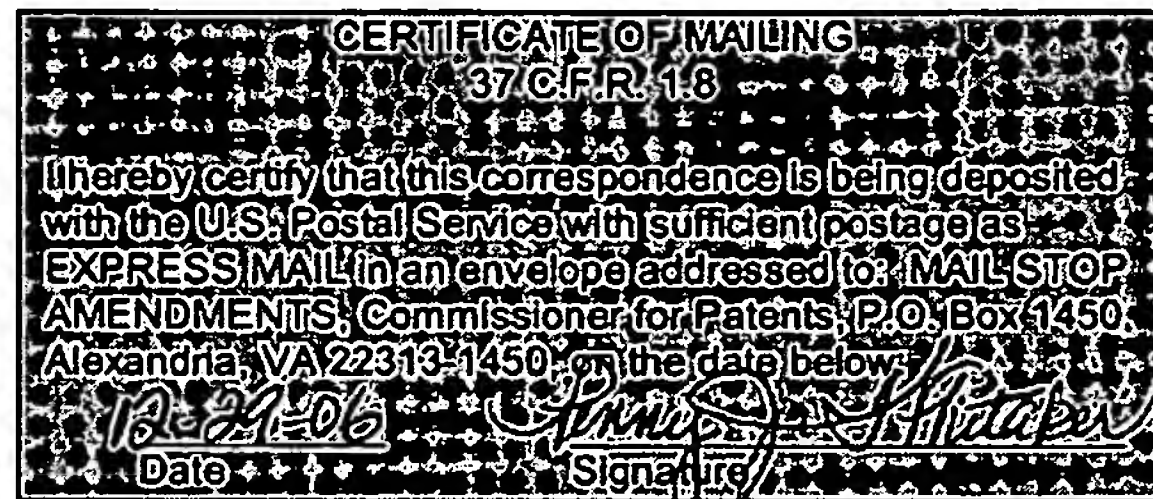 CERTIFICATE OF MAILING
37 C.F.R. 1.8
I hereby certify that this correspondence is being deposited
with the U.S. Postal Service with sufficient postage as
EXPRESS MAIL in an envelope addressed to: MAIL STOP
AMENDMENTS, Commissioner for Patents, P.O. Box 1450,
Alexandria, VA 22313-1450, on the date below:
12-29-06
Date Signature